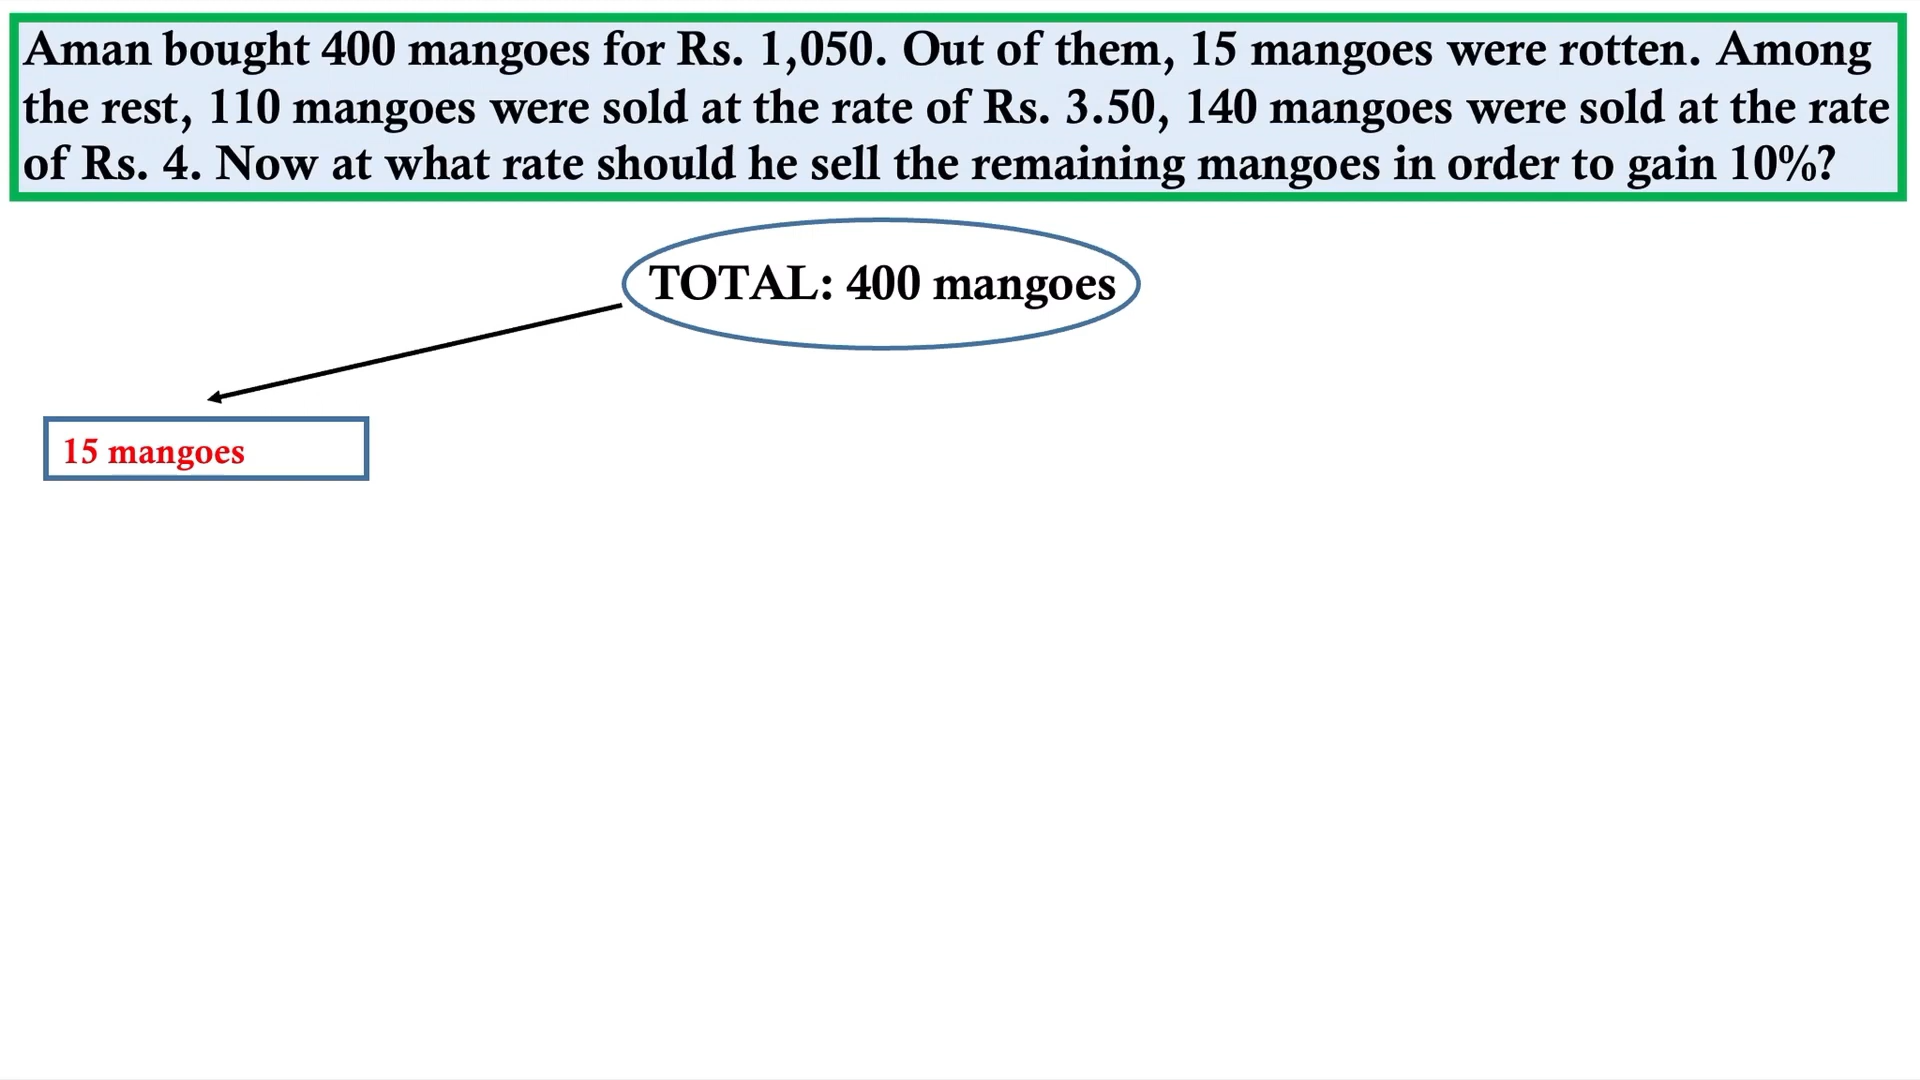 Aman bought 400 mangoes for Rs. 1,050. Out of them, 15 mangoes were rotten. Among
the rest, 110 mangoes were sold at the rate of Rs. 3.50, 140 mangoes were sold at the rate
of Rs. 4. Now at what rate should he sell the remaining mangoes in order to gain 10%?
TOTAL: 400 mangoes
15 mangoes